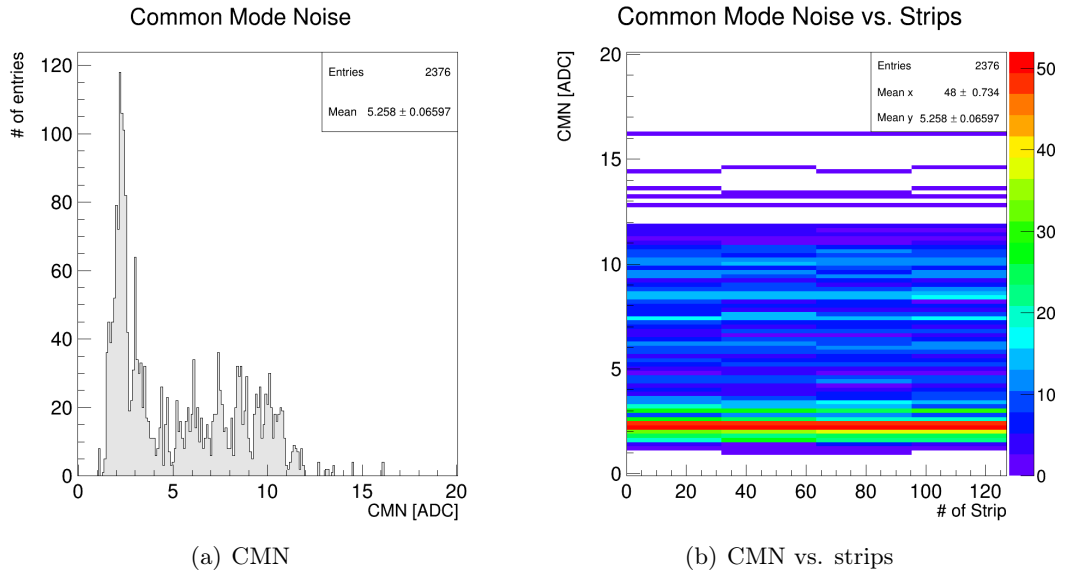 Common Mode Noise
# of entries
120
100
80
60
40
20
0
Entries 2376
Mean 5.258 ± 0.06597
0 5 10 15 20
CMN [ADC]
(a) CMN
Common Mode Noise vs. Strips
CMN [ADC]
20
15
10
5
0
Entries 2376
Mean x 48 ± 0.734
Mean y 5.258 ± 0.06597
50
40
30
20
10
0
0 20 40 60 80 100 120
# of Strip
(b) CMN vs. strips